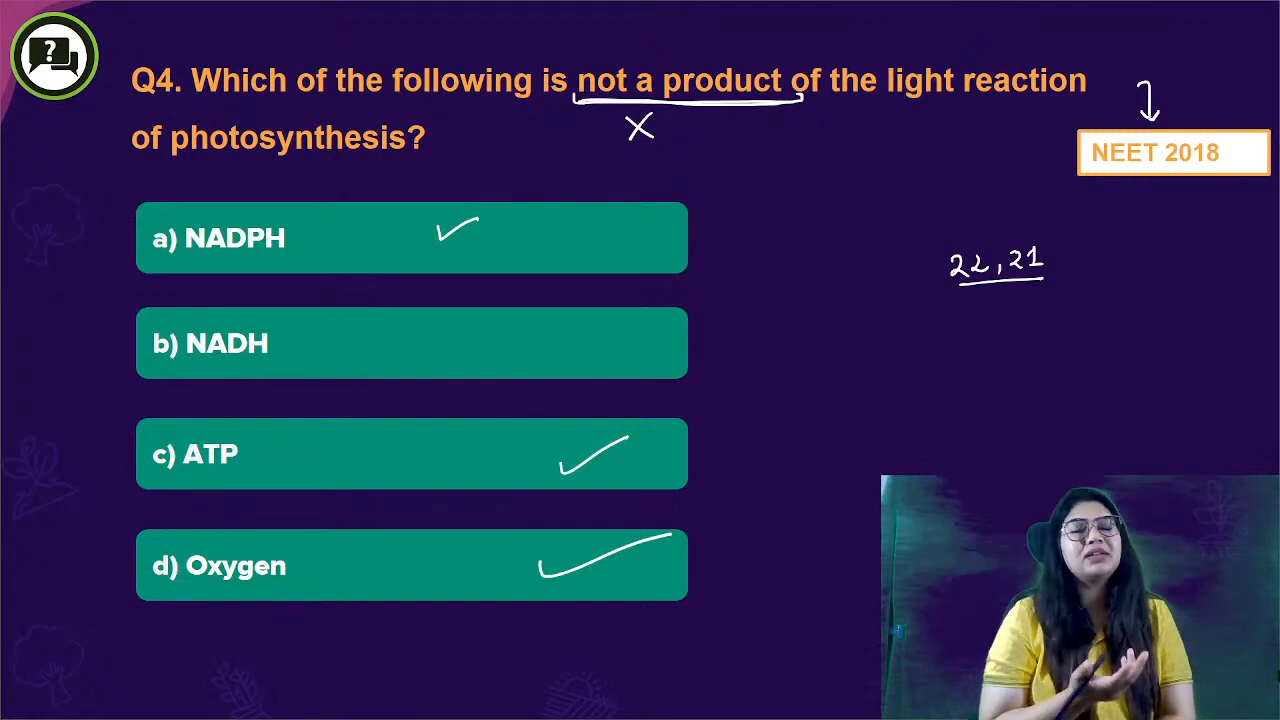 ?
Q4. Which of the following is not a product of the light reaction
of photosynthesis?
NEET 2018
a) NADPH
22, 21
b) NADH
c) ATP
d) Oxygen